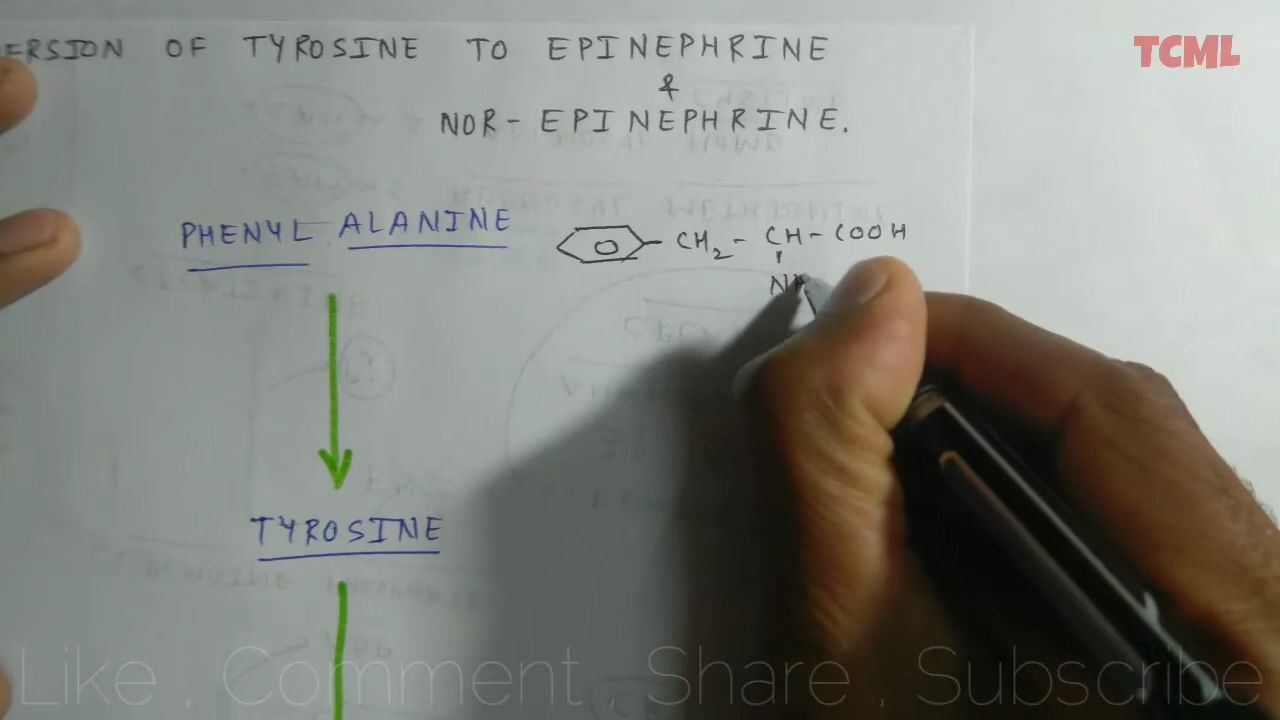 ERSION OF TYROSINE TO EPINEPHRINE
&
NOR-EPINEPHRINE.
TCML
PHENYL ALANINE
CH2 - CH - COOH
TYROSINE
Like , Comment , Share , Subscribe